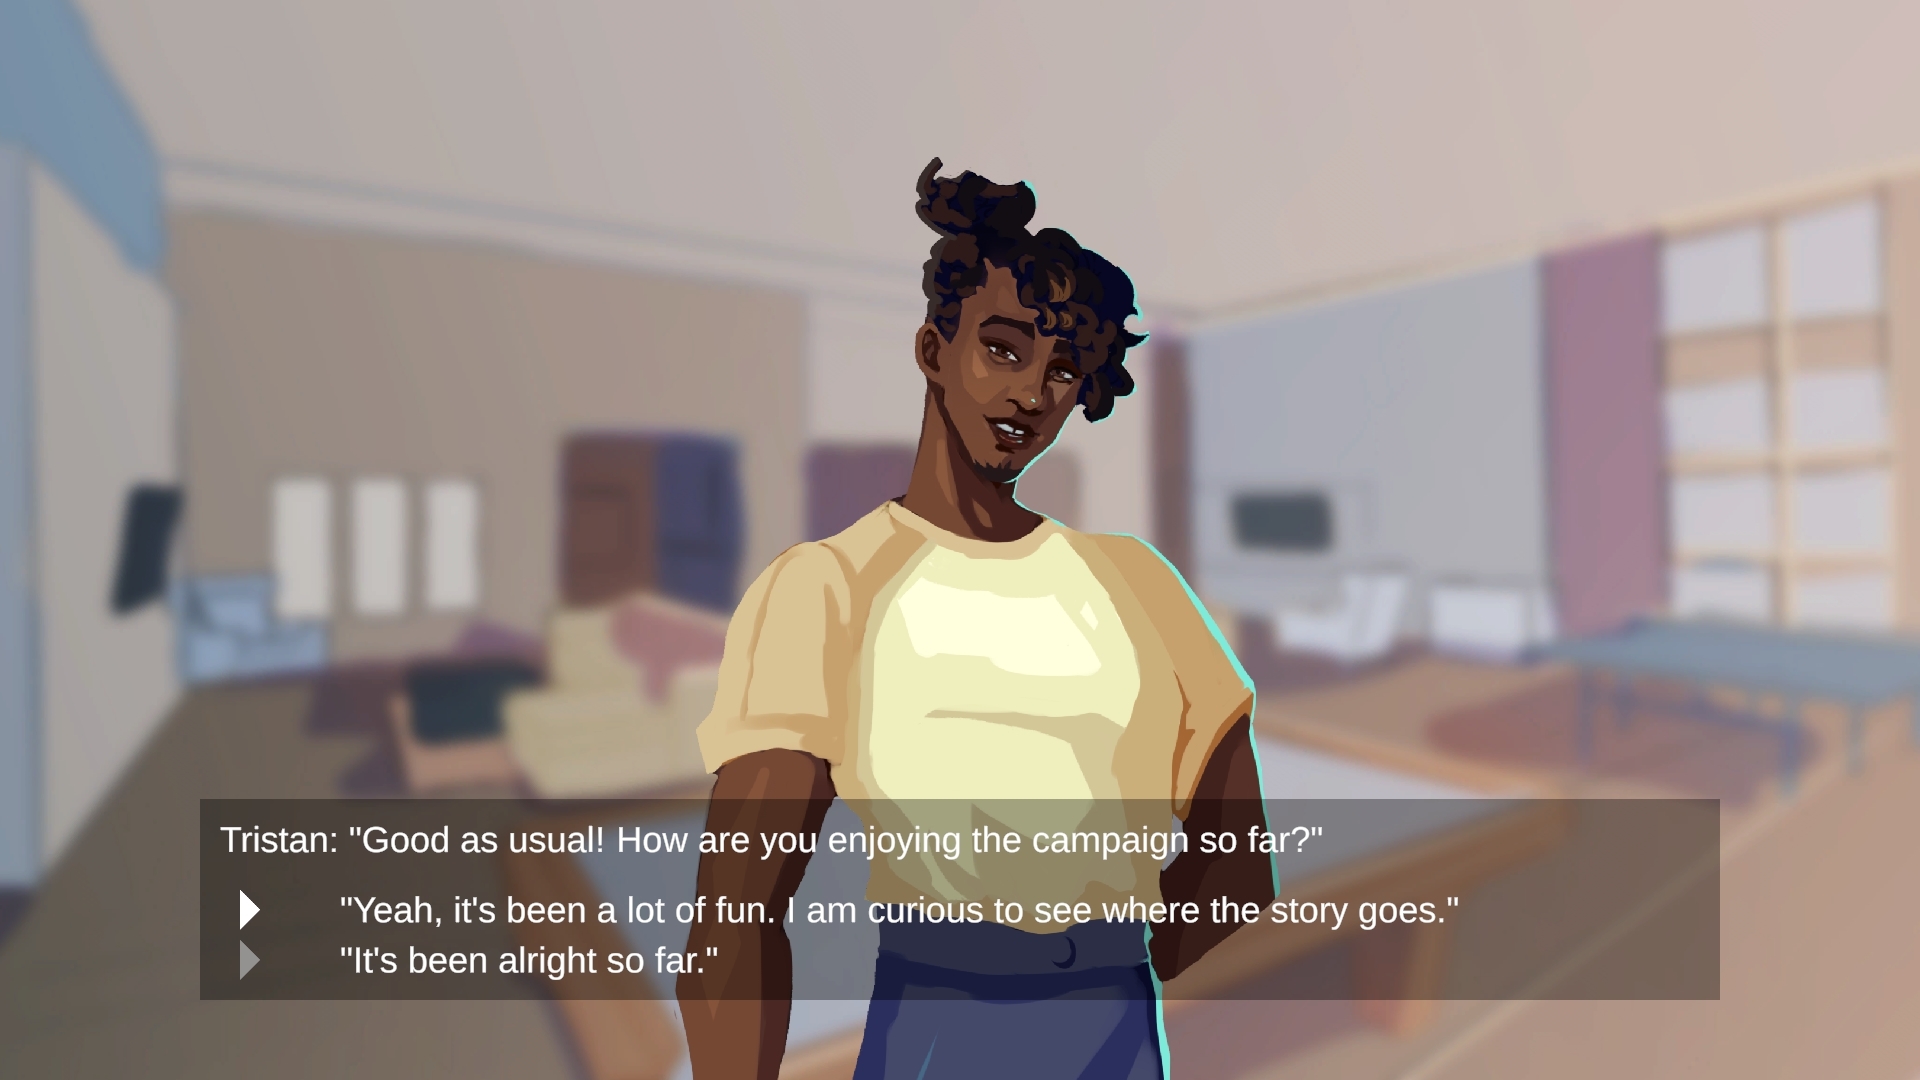 Tristan: "Good as usual! How are you enjoying the campaign so far?"
"Yeah, it's been a lot of fun. I am curious to see where the story goes."
"It's been alright so far."